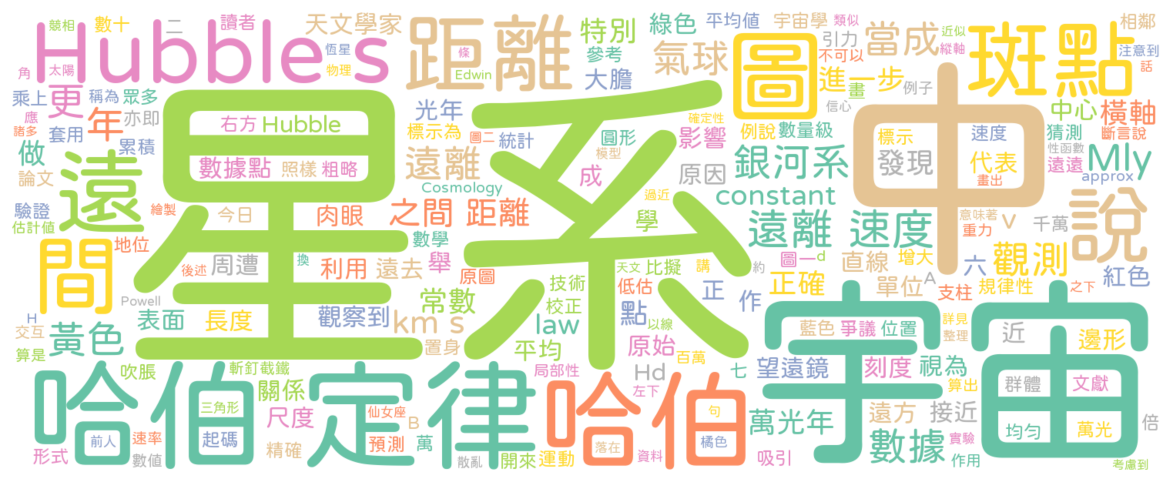 競相 數十 二 讀者 天文學家
Hubble s
角 太陽 恆星 物理 條 Edwin
距離
特別 綠色 平均值 宇宙學 類似 近似 相鄰
參考 引力 不可以 縱軸 注意到
大膽 氣球 圖 當成 斑點 話
進一步 畫 例子 信心
乘上 稱為 眾多 更 年 應 諸多 亦即
右方 Hubble
光年 標示為 統計 圖二 圓形 影響 確定性
例說 數量級 標示 速度 中心 橫軸
猜測 斷言說
套用 累積 做 論文 遠
數據點 照樣 粗略
遠離 成 模型 原因 銀河系 發現 代表
性函數 遠遠 Mly approx
星系 中
Cosmology 過近 constant 畫出
驗證 估計值 繪製 今日 肉眼 之間 距離
學 遠離 速度 v 意味著 重力 千萬 說
間 地位 數學
後述 周遭 換 利用 遠去 舉 原圖 技術 天文 比擬 講 圖一 d
直線 增大 六 觀測 規律性
校正 低估 約 正 正確 單位 A 支柱 之下 紅色
H Powell 交互 表面 長度 觀察到 常數 km s
law 點 作
黃色 算是 置身 平均 以線 原始 藍色 爭議 位置 近 詳見 整理 邊形
吹脹 斬釘截鐵 局部性 百萬 七
哈伯定律 關係 尺度 Hd 望遠鏡 刻度 視為 算出 群體 文獻
宇宙
三角形 仙女座 B 哈伯 左下 句 萬光年 遠方 接近 倍
前人 速率 起碼 預測 萬 落在 橘色 數據 均勻 萬光
形式 數值 精確 散亂 開來 運動 資料 吸引 實驗 作用 考慮到